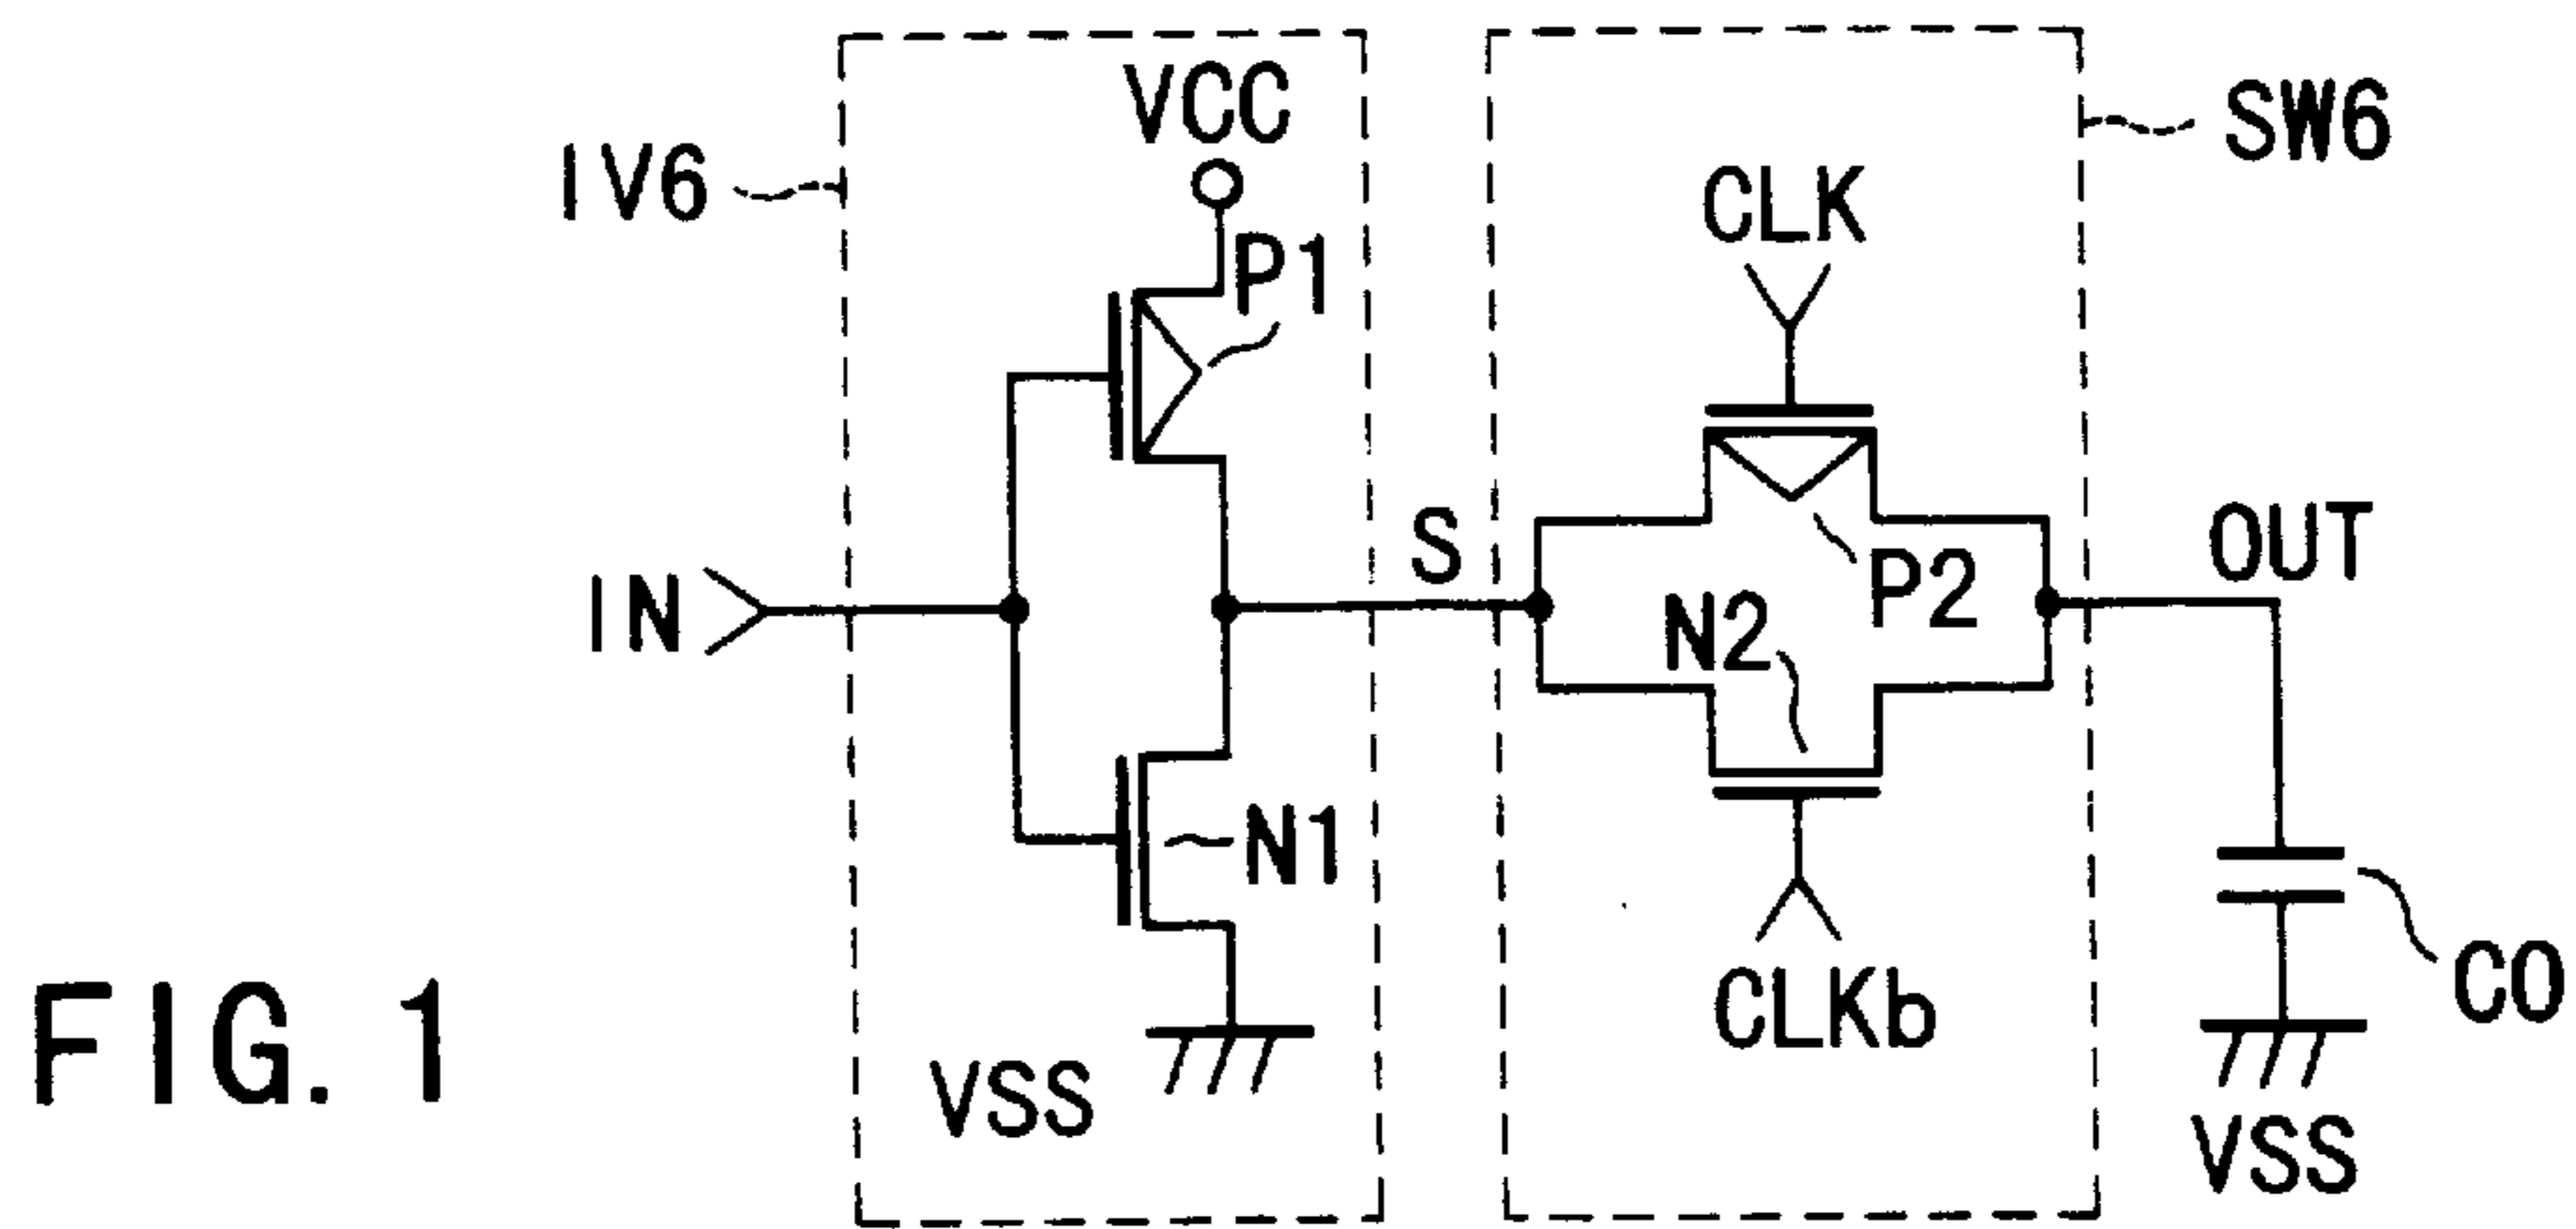 VCC
SW6
IV6
CLK
P1
S
OUT
P2
IN
N2
N1
CO
CLKb
FIG. 1
VSS
VSS